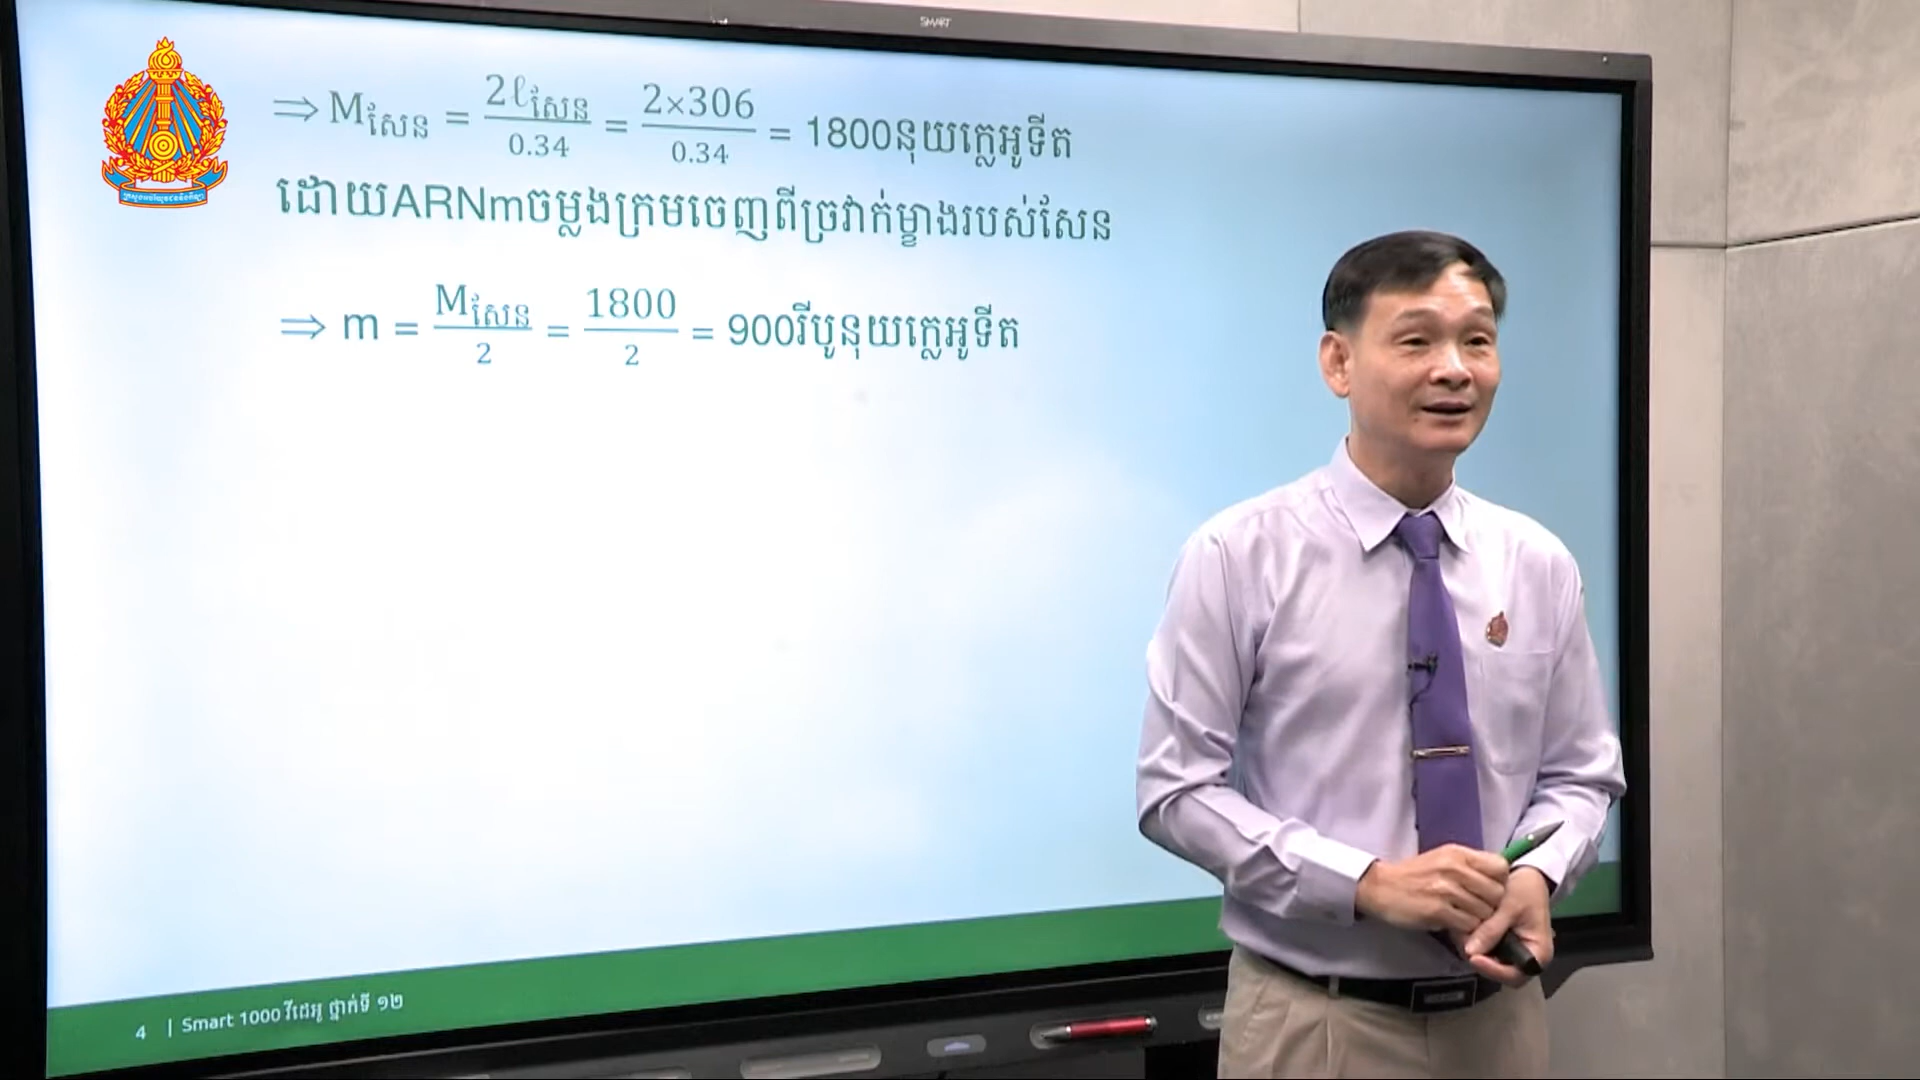 SMART
⇒ Mសែន = 2ℓសែន/0.34 = 2×306/0.34 = 1800នុយក្លេអូទីត
ដោយARNmចម្លងក្រមចេញពីច្រវាក់ម្ខាងរបស់សែន
⇒ m = Mសែន/2 = 1800/2 = 900រីបូនុយក្លេអូទីត
4 | Smart 1000 វីដេអូ ថ្នាក់ទី ១២